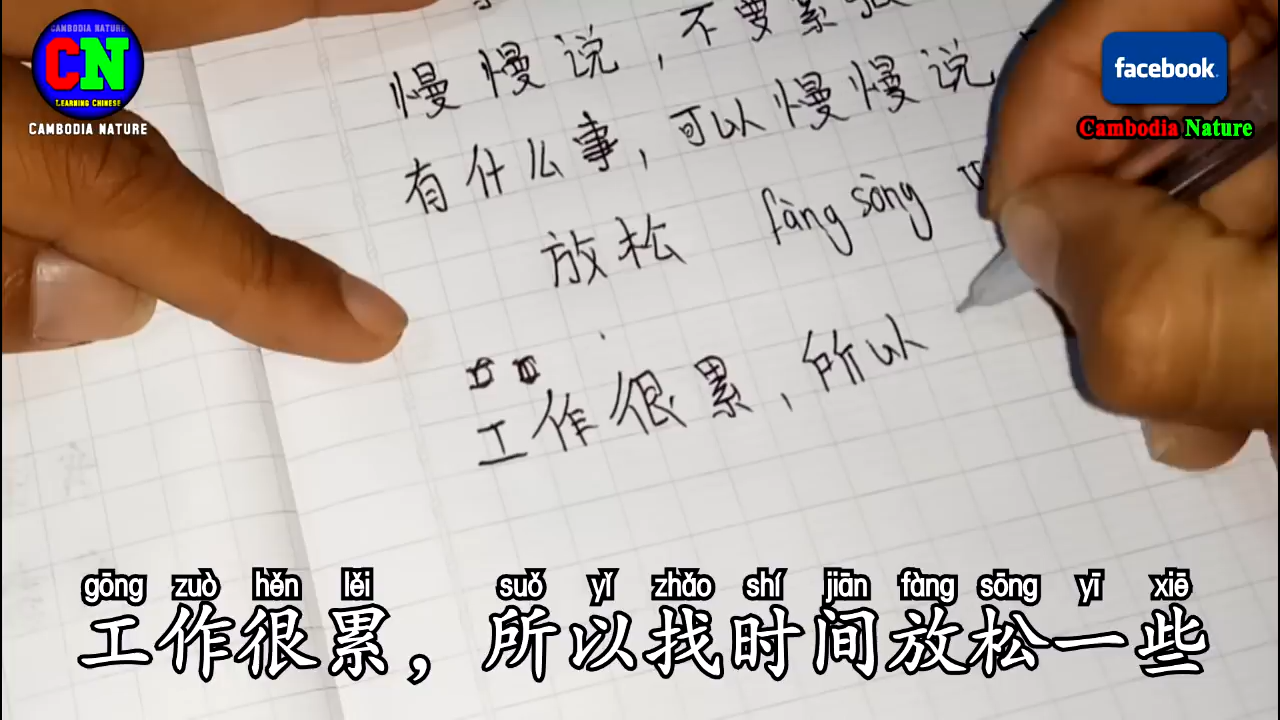 CAMBODIA NATURE
CN
LEARNING CHINESE
CAMBODIA NATURE
facebook
Cambodia Nature
慢慢说，不要累
有什么事，可以慢慢说
放松 fàng sōng
工作很累，所以
gōng zuò hěn lěi suǒ yǐ zhǎo shí jiān fàng sōng yī xiē
工作很累，所以找时间放松一些